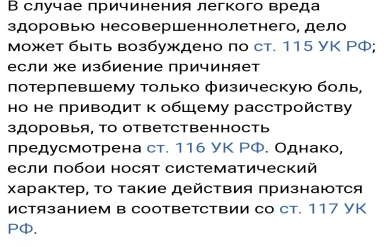 В случае причинения легкого вреда
здоровью несовершеннолетнего, дело
может быть возбуждено по ст. 115 УК РФ;
если же избиение причиняет
потерпевшему только физическую боль,
но не приводит к общему расстройству
здоровья, то ответственность
предусмотрена ст. 116 УК РФ. Однако,
если побои носят систематический
характер, то такие действия признаются
истязанием в соответствии со ст. 117 УК
РФ.